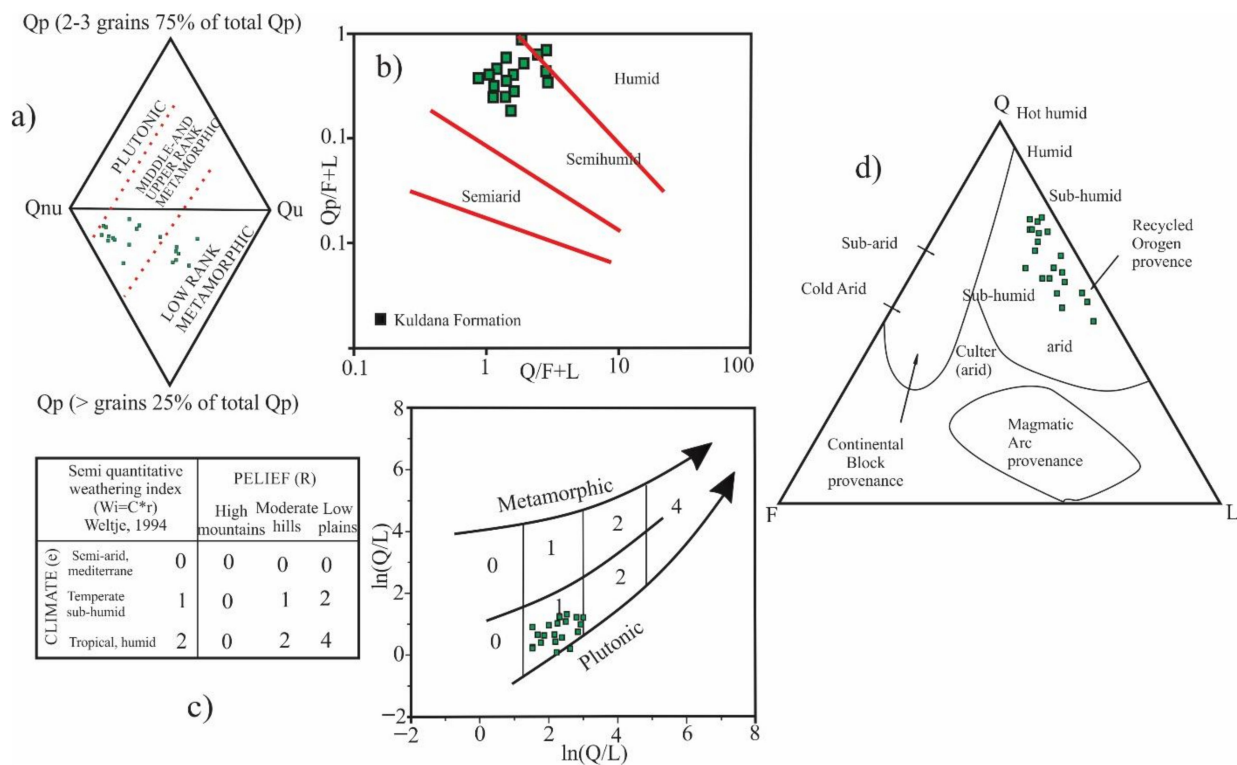 a)
Qp (2-3 grains 75% of total Qp)
PLUTONIC
MIDDLE-AND
UPPER RANK
METAMORPHIC
Qnu
Qu
LOW RANK
METAMORPHIC
Qp (> grains 25% of total Qp)
b)
1
0.1
0.1
Qp/F+L
Humid
Semihumid
Semiarid
Kuldana Formation
0.1
1
10
100
Q/F+L
Semi quantitative
weathering index
(Wi=C*r)
Weltje, 1994
PELIEF (R)
High
mountains
Moderate
hills
Low
plains
CLIMATE (e)
Semi-arid,
mediterrane
0
0
0
0
Temperate
sub-humid
1
0
1
2
Tropical, humid
2
0
2
4
c)
8
6
4
2
0
−2
ln(Q/L)
Metamorphic
0
1
2
4
0
1
2
Plutonic
−2
0
2
4
6
8
ln(Q/L)
d)
Q
Hot humid
Humid
Sub-humid
Recycled
Orogen
provence
Sub-arid
Cold Arid
Sub-humid
arid
Culter
(arid)
Continental
Block
provenance
Magmatic
Arc
provenance
F
L